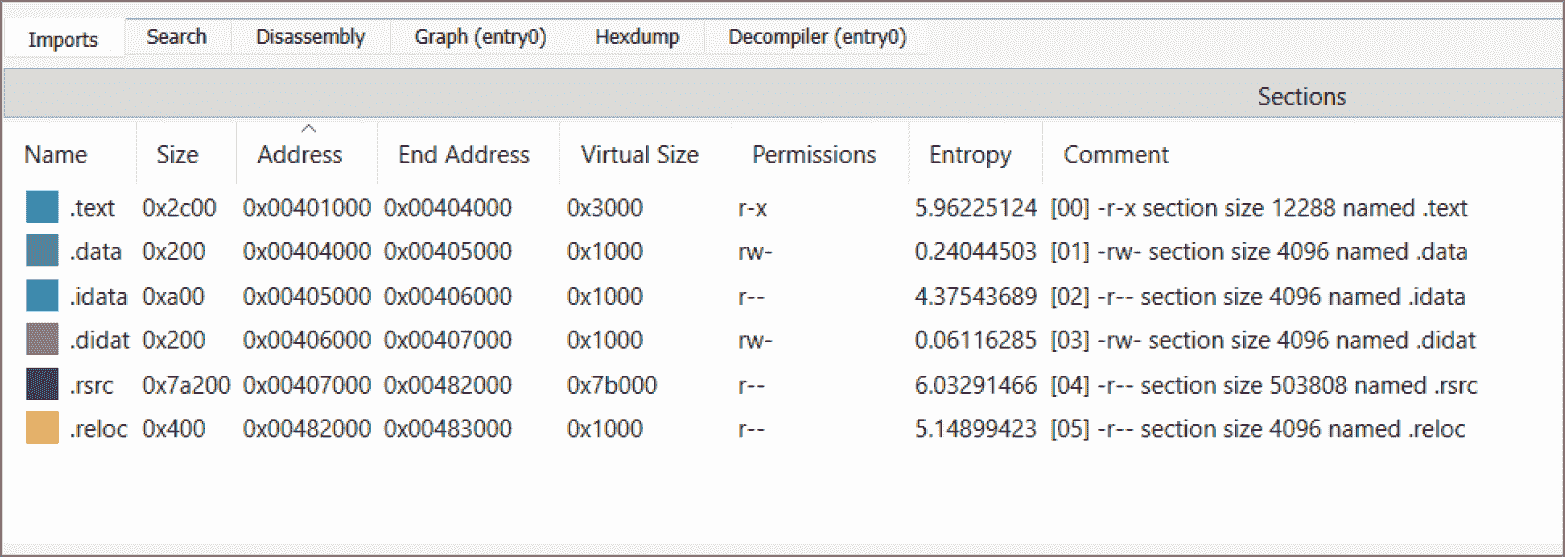 Imports Search Disassembly Graph (entry0) Hexdump Decompiler (entry0)
Sections
Name Size Address End Address Virtual Size Permissions Entropy Comment
.text 0x2c00 0x00401000 0x00404000 0x3000 r-x 5.96225124 [00] -r-x section size 12288 named .text
.data 0x200 0x00404000 0x00405000 0x1000 rw- 0.24044503 [01] -rw- section size 4096 named .data
.idata 0xa00 0x00405000 0x00406000 0x1000 r-- 4.37543689 [02] -r-- section size 4096 named .idata
.didat 0x200 0x00406000 0x00407000 0x1000 rw- 0.06116285 [03] -rw- section size 4096 named .didat
.rsrc 0x7a200 0x00407000 0x00482000 0x7b000 r-- 6.03291466 [04] -r-- section size 503808 named .rsrc
.reloc 0x400 0x00482000 0x00483000 0x1000 r-- 5.14899423 [05] -r-- section size 4096 named .reloc